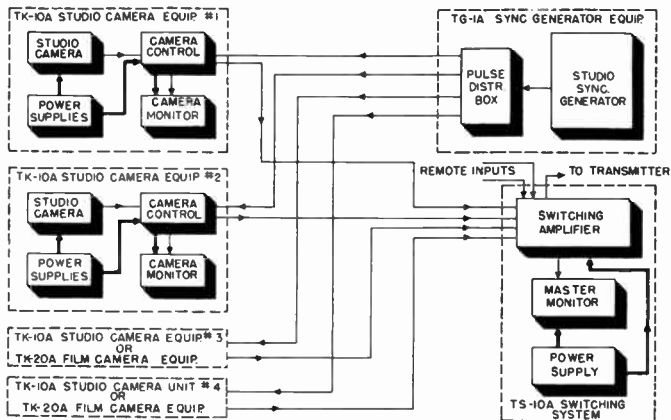 TK-10A STUDIO CAMERA EQUIP. #1
STUDIO
CAMERA
CAMERA
CONTROL
POWER
SUPPLIES
CAMERA
MONITOR
TG-1A SYNC GENERATOR EQUIP.
PULSE
DISTR.
BOX
STUDIO
SYNC.
GENERATOR
TK-10A STUDIO CAMERA EQUIP #2
STUDIO
CAMERA
CAMERA
CONTROL
POWER
SUPPLIES
CAMERA
MONITOR
REMOTE INPUTS
TO TRANSMITTER
SWITCHING
AMPLIFIER
MASTER
MONITOR
POWER
SUPPLY
TS-10A SWITCHING
SYSTEM
TK-10A STUDIO CAMERA EQUIP.#3
OR
TK-20A FILM CAMERA EQUIP.
TK-10A STUDIO CAMERA UNIT #4
OR
TK-20A FILM CAMERA EQUIP.